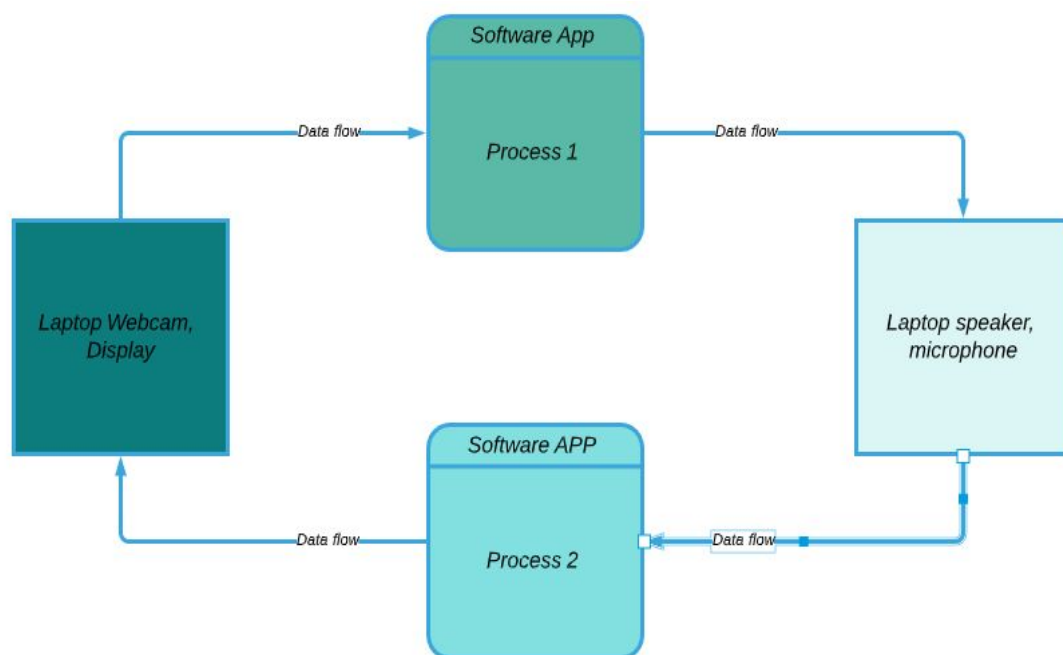 Software App
Data flow
Data flow
Process 1
Laptop Webcam,
Display
Laptop speaker,
microphone
Software APP
Data flow
Data flow
Process 2